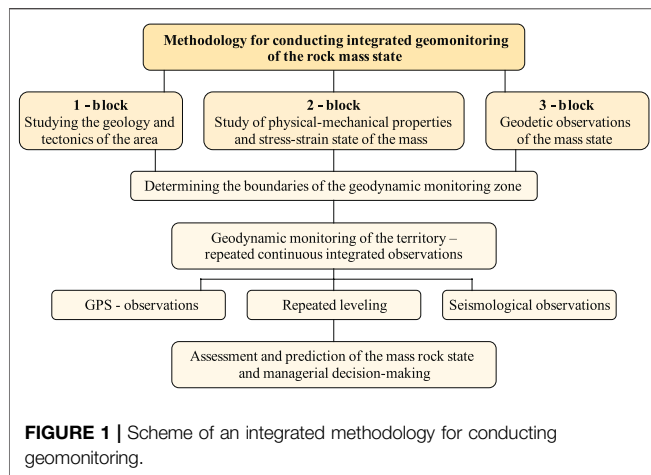 Methodology for conducting integrated geomonitoring
of the rock mass state
1 - block
Studying the geology and
tectonics of the area
2 - block
Study of physical-mechanical properties
and stress-strain state of the mass
3 - block
Geodetic observations
of the mass state
Determining the boundaries of the geodynamic monitoring zone
Geodynamic monitoring of the territory –
repeated continuous integrated observations
GPS - observations
Repeated leveling
Seismological observations
Assessment and prediction of the mass rock state
and managerial decision-making
FIGURE 1 | Scheme of an integrated methodology for conducting
geomonitoring.